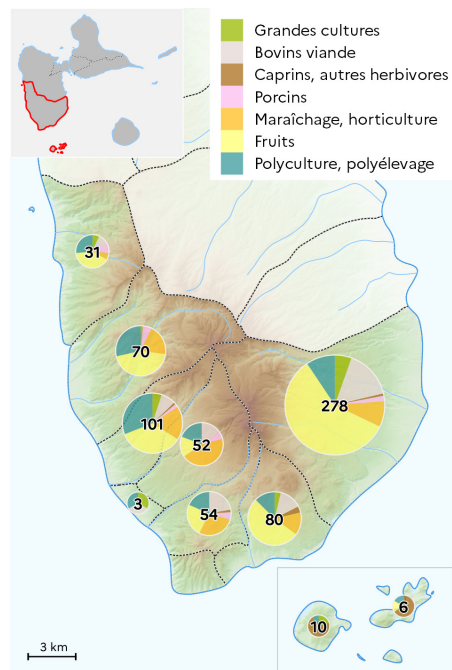 Grandes cultures
Bovins viande
Caprins, autres herbivores
Porcins
Maraîchage, horticulture
Fruits
Polyculture, polyélevage
31
70
278
101
52
3
54
80
6
10
3 km